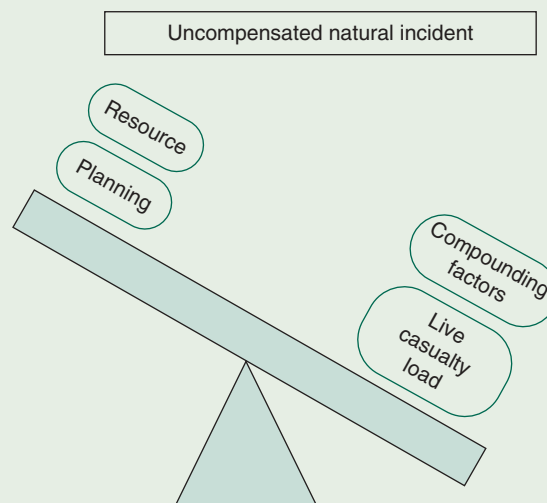 Uncompensated natural incident
Resource
Planning
Compounding
factors
Live
casualty
load